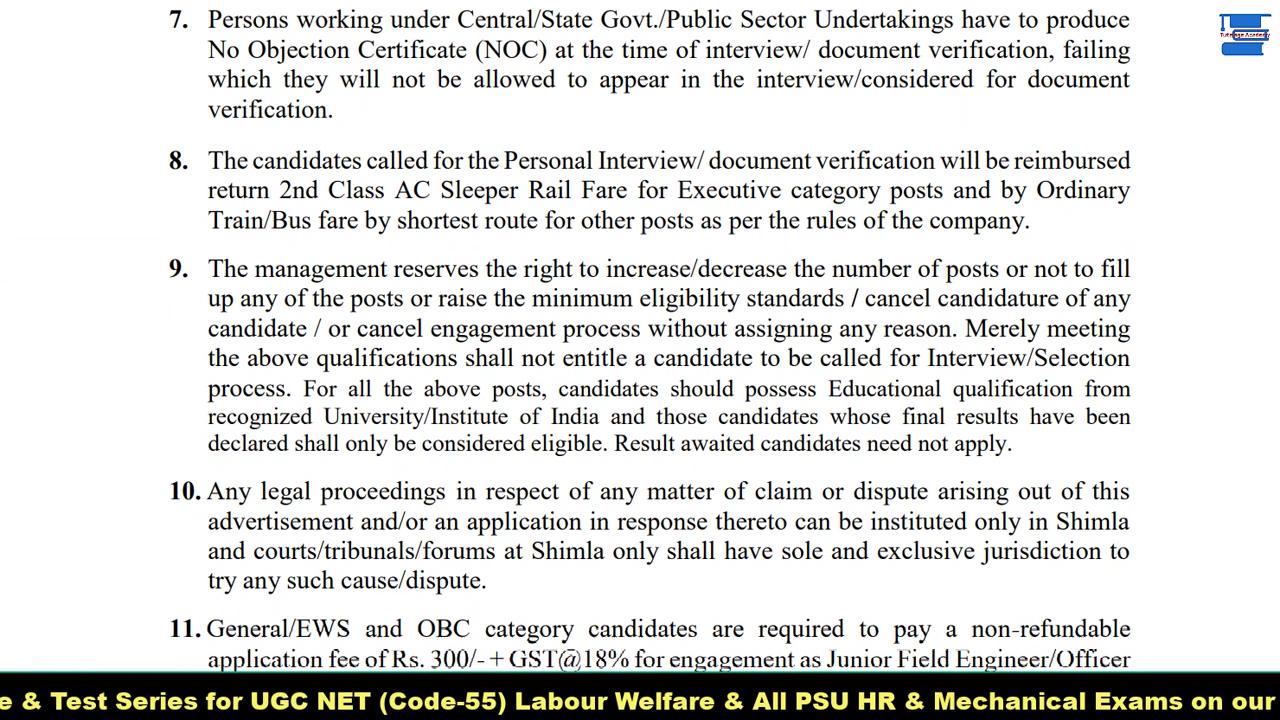 7. Persons working under Central/State Govt./Public Sector Undertakings have to produce
No Objection Certificate (NOC) at the time of interview/ document verification, failing
which they will not be allowed to appear in the interview/considered for document
verification.
8. The candidates called for the Personal Interview/ document verification will be reimbursed
return 2nd Class AC Sleeper Rail Fare for Executive category posts and by Ordinary
Train/Bus fare by shortest route for other posts as per the rules of the company.
9. The management reserves the right to increase/decrease the number of posts or not to fill
up any of the posts or raise the minimum eligibility standards / cancel candidature of any
candidate / or cancel engagement process without assigning any reason. Merely meeting
the above qualifications shall not entitle a candidate to be called for Interview/Selection
process. For all the above posts, candidates should possess Educational qualification from
recognized University/Institute of India and those candidates whose final results have been
declared shall only be considered eligible. Result awaited candidates need not apply.
10. Any legal proceedings in respect of any matter of claim or dispute arising out of this
advertisement and/or an application in response thereto can be instituted only in Shimla
and courts/tribunals/forums at Shimla only shall have sole and exclusive jurisdiction to
try any such cause/dispute.
11. General/EWS and OBC category candidates are required to pay a non-refundable
application fee of Rs. 300/- + GST@18% for engagement as Junior Field Engineer/Officer
e & Test Series for UGC NET (Code-55) Labour Welfare & All PSU HR & Mechanical Exams on our